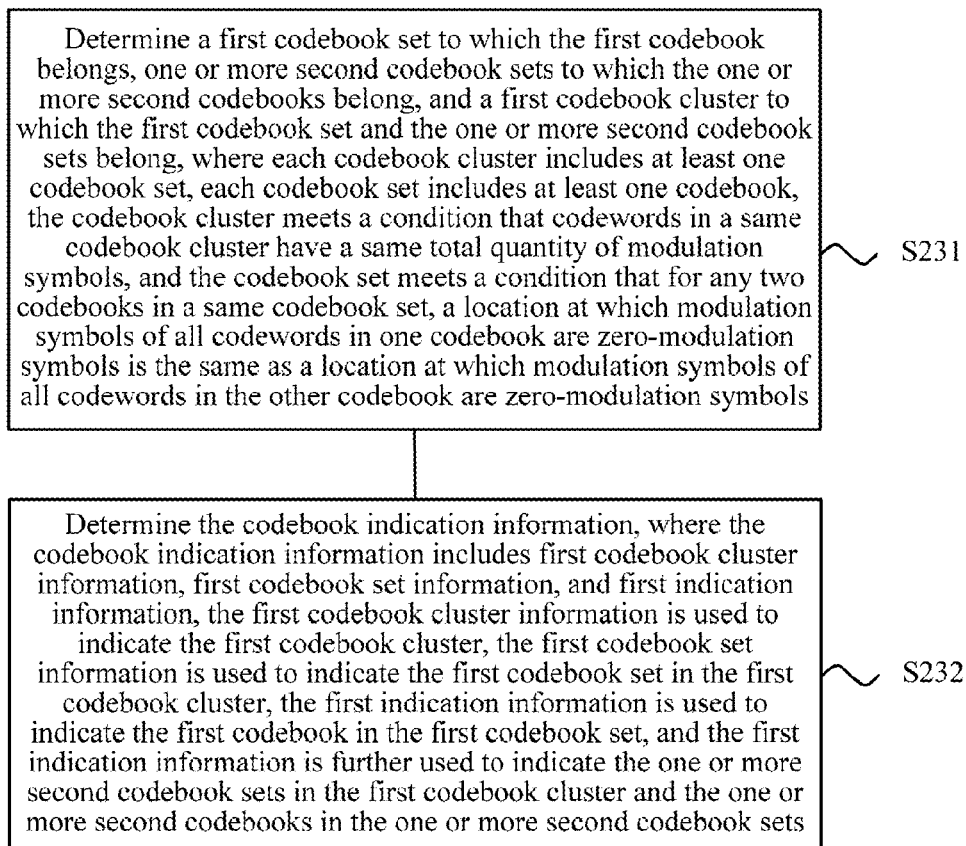 Determine a first codebook set to which the first codebook
belongs, one or more second codebook sets to which the one or
more second codebooks belong, and a first codebook cluster to
which the first codebook set and the one or more second codebook
sets belong, where each codebook cluster includes at least one
codebook set, each codebook set includes at least one codebook,
the codebook cluster meets a condition that codewords in a same
codebook cluster have a same total quantity of modulation
symbols, and the codebook set meets a condition that for any two
codebooks in a same codebook set, a location at which modulation
symbols of all codewords in one codebook are zero-modulation
symbols is the same as a location at which modulation symbols of
all codewords in the other codebook are zero-modulation symbols
S231
Determine the codebook indication information, where the
codebook indication information includes first codebook cluster
information, first codebook set information, and first indication
information, the first codebook cluster information is used to
indicate the first codebook cluster, the first codebook set
information is used to indicate the first codebook set in the first
codebook cluster, the first indication information is used to
indicate the first codebook in the first codebook set, and the first
indication information is further used to indicate the one or more
second codebook sets in the first codebook cluster and the one or
more second codebooks in the one or more second codebook sets
S232